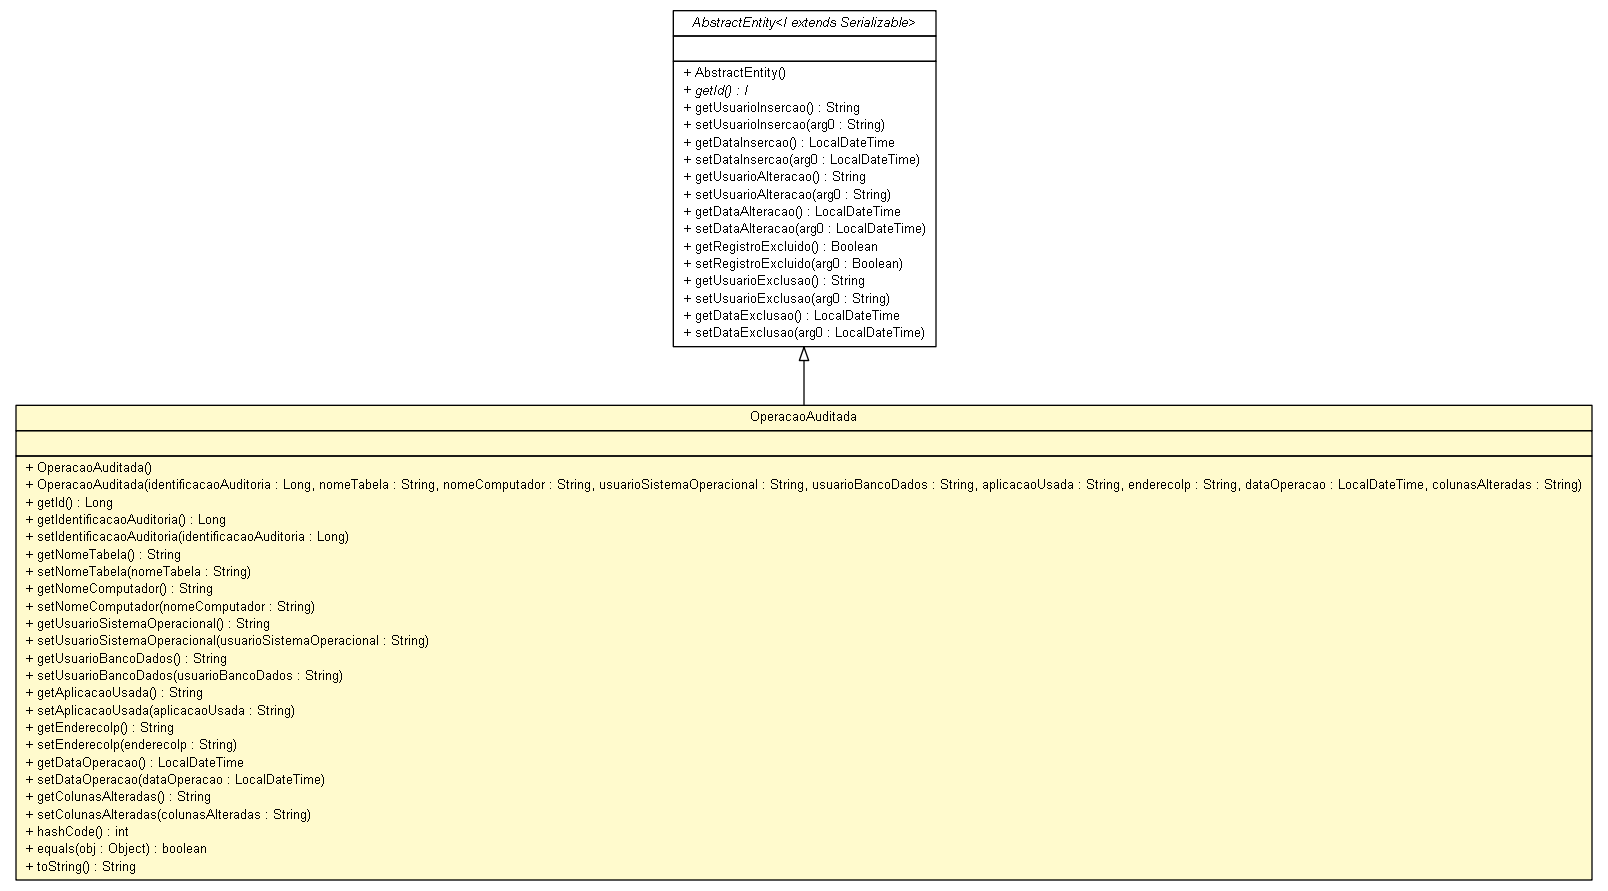 AbstractEntity<I extends Serializable>
+ AbstractEntity()
+ getId() : I
+ getUsuarioInsercao() : String
+ setUsuarioInsercao(arg0 : String)
+ getDataInsercao() : LocalDateTime
+ setDataInsercao(arg0 : LocalDateTime)
+ getUsuarioAlteracao() : String
+ setUsuarioAlteracao(arg0 : String)
+ getDataAlteracao() : LocalDateTime
+ setDataAlteracao(arg0 : LocalDateTime)
+ getRegistroExcluido() : Boolean
+ setRegistroExcluido(arg0 : Boolean)
+ getUsuarioExclusao() : String
+ setUsuarioExclusao(arg0 : String)
+ getDataExclusao() : LocalDateTime
+ setDataExclusao(arg0 : LocalDateTime)
OperacaoAuditada
+ OperacaoAuditada()
+ OperacaoAuditada(identificacaoAuditoria : Long, nomeTabela : String, nomeComputador : String, usuarioSistemaOperacional : String, usuarioBancoDados : String, aplicacaoUsada : String, enderecoIp : String, dataOperacao : LocalDateTime, colunasAlteradas : String)
+ getId() : Long
+ getIdentificacaoAuditoria() : Long
+ setIdentificacaoAuditoria(identificacaoAuditoria : Long)
+ getNomeTabela() : String
+ setNomeTabela(nomeTabela : String)
+ getNomeComputador() : String
+ setNomeComputador(nomeComputador : String)
+ getUsuarioSistemaOperacional() : String
+ setUsuarioSistemaOperacional(usuarioSistemaOperacional : String)
+ getUsuarioBancoDados() : String
+ setUsuarioBancoDados(usuarioBancoDados : String)
+ getAplicacaoUsada() : String
+ setAplicacaoUsada(aplicacaoUsada : String)
+ getEnderecoIp() : String
+ setEnderecoIp(enderecoIp : String)
+ getDataOperacao() : LocalDateTime
+ setDataOperacao(dataOperacao : LocalDateTime)
+ getColunasAlteradas() : String
+ setColunasAlteradas(colunasAlteradas : String)
+ hashCode() : int
+ equals(obj : Object) : boolean
+ toString() : String